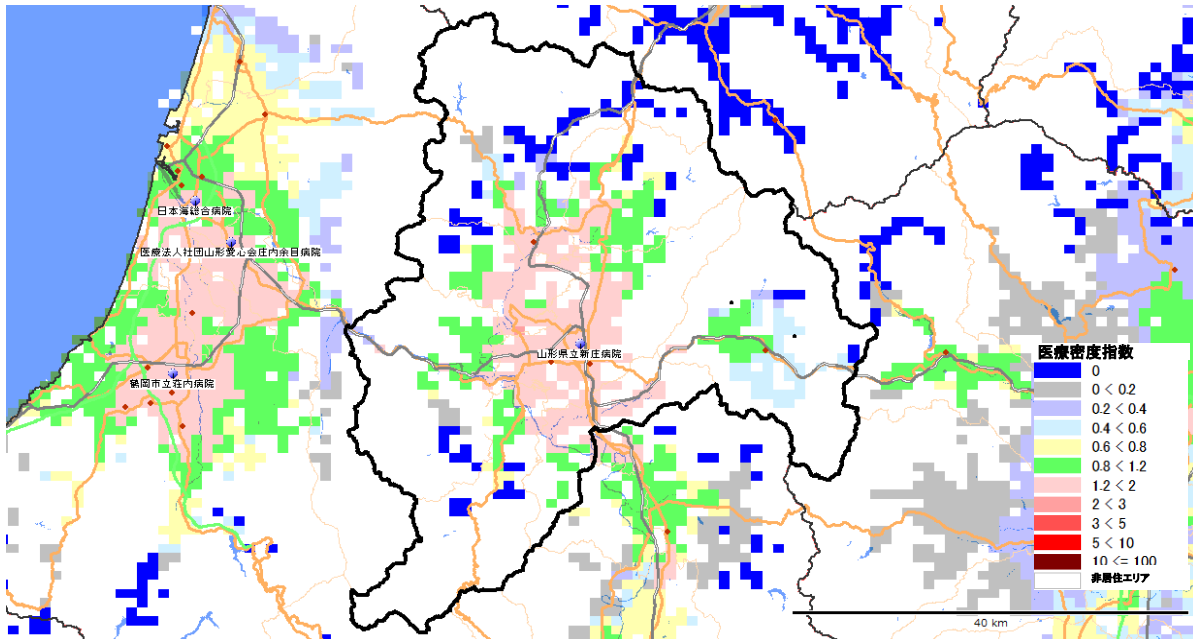 日本海総合病院
医療法人社団山形愛心会庄内余目病院
山形県立新庄病院
鶴岡市立荘内病院
医療密度指数
0
0 < 0.2
0.2 < 0.4
0.4 < 0.6
0.6 < 0.8
0.8 < 1.2
1.2 < 2
2 < 3
3 < 5
5 < 10
10 <= 100
非居住エリア
40 km